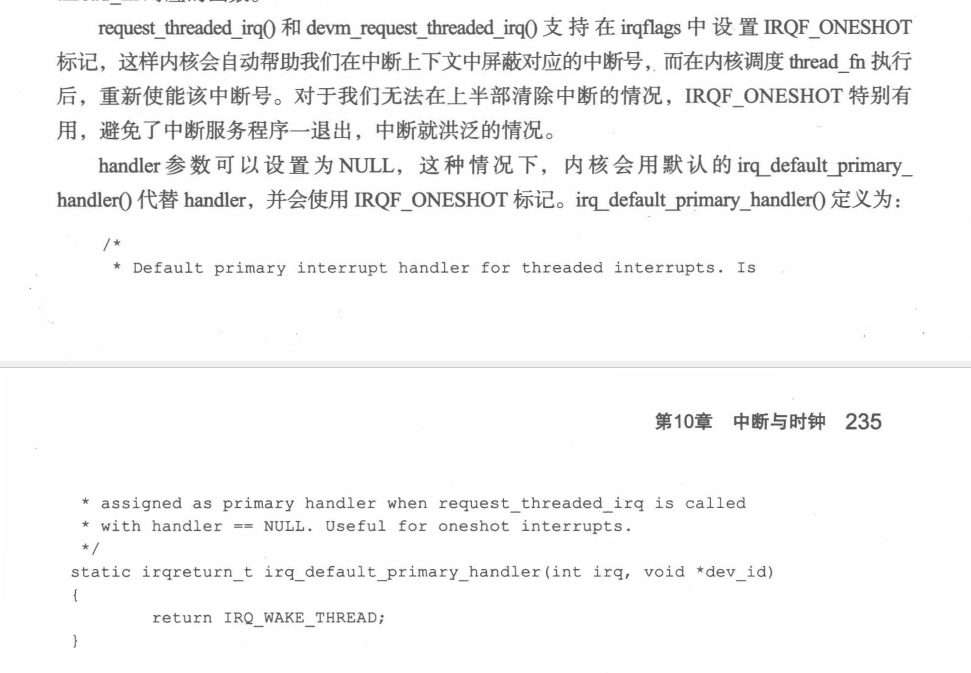 request_threaded_irq() 和 devm_request_threaded_irq() 支持在 irqflags 中设置 IRQF_ONESHOT
标记，这样内核会自动帮助我们在中断上下文中屏蔽对应的中断号，而在内核调度 thread_fn 执行
后，重新使能该中断号。对于我们无法在上半部清除中断的情况，IRQF_ONESHOT 特别有
用，避免了中断服务程序一退出，中断就洪泛的情况。
handler 参数可以设置为 NULL，这种情况下，内核会用默认的 irq_default_primary_
handler() 代替 handler，并会使用 IRQF_ONESHOT 标记。irq_default_primary_handler() 定义为：
/*
* Default primary interrupt handler for threaded interrupts. Is
第10章 中断与时钟 235
* assigned as primary handler when request_threaded_irq is called
* with handler == NULL. Useful for oneshot interrupts.
*/
static irqreturn_t irq_default_primary_handler(int irq, void *dev_id)
{
return IRQ_WAKE_THREAD;
}